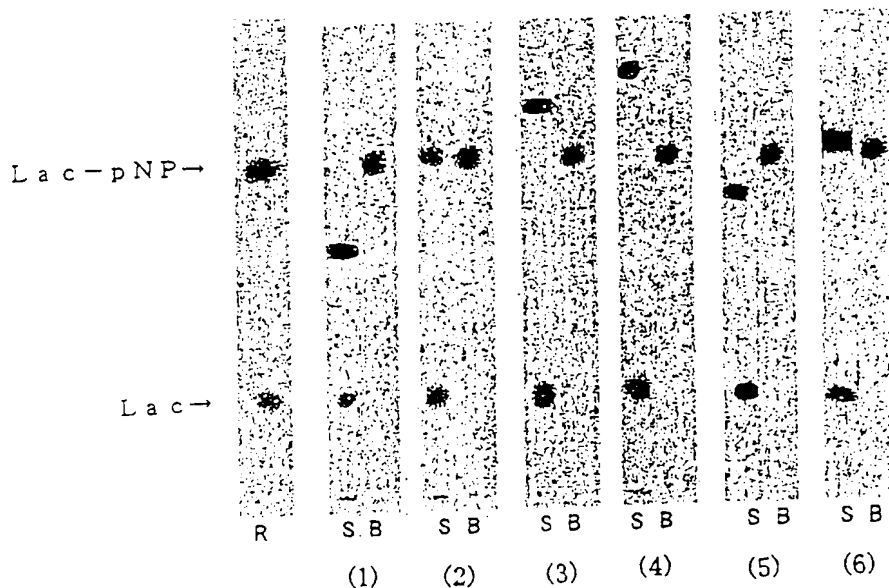 Lac-pNP→
Lac→
R S. B S B S B S B S B S B
(1) (2) (3) (4) (5) (6)